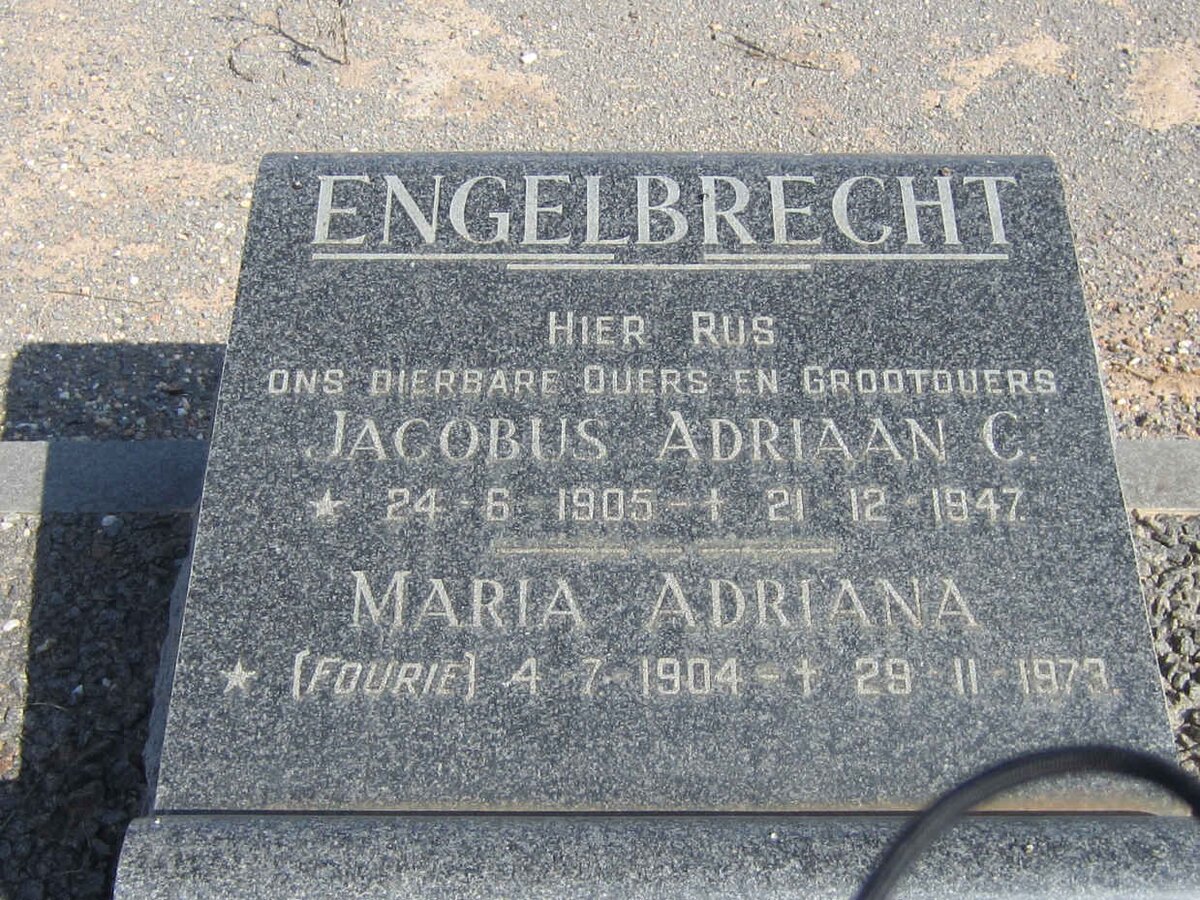 ENGELBRECHT
HIER RUS
ONS DIERBARE OUERS EN GROOTOUERS
JACOBUS ADRIAAN C.
★ 24-6-1905-† 21-12-1947.
MARIA ADRIANA
★ (FOURIE) 4-7-1904-† 29-11-1979.